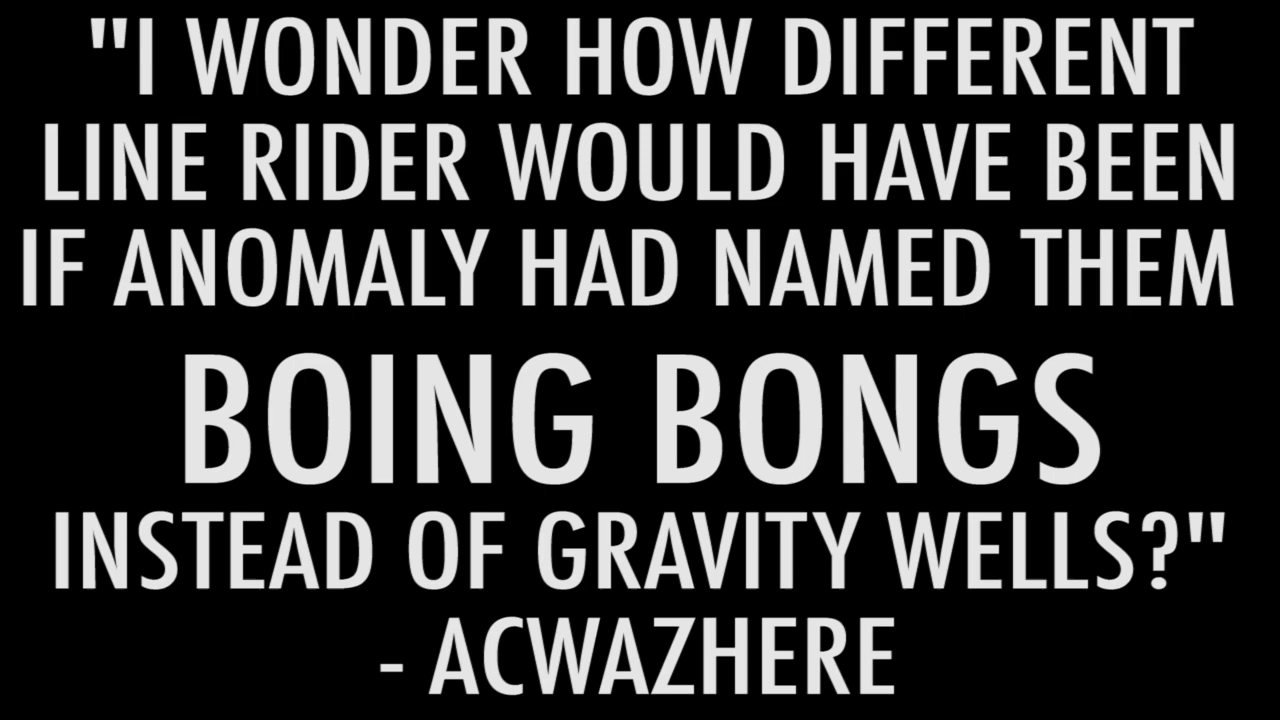 "I WONDER HOW DIFFERENT
LINE RIDER WOULD HAVE BEEN
IF ANOMALY HAD NAMED THEM
BOING BONGS
INSTEAD OF GRAVITY WELLS?"
- ACWAZHERE